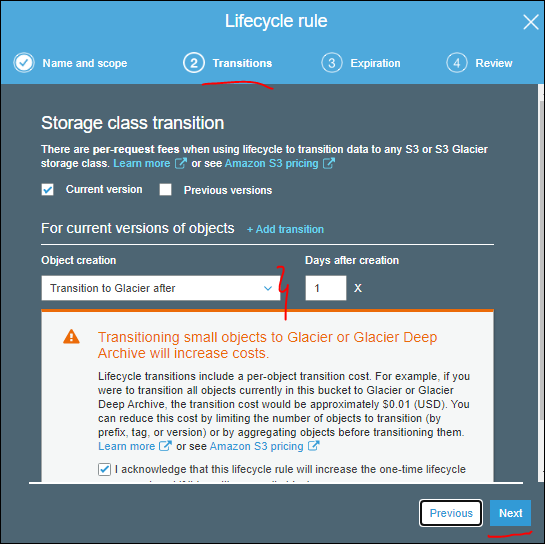 Lifecycle rule
Name and scope
2 Transitions
3 Expiration
4 Review
Storage class transition
There are per-request fees when using lifecycle to transition data to any S3 or S3 Glacier
storage class. Learn more or see Amazon S3 pricing
Current version Previous versions
For current versions of objects + Add transition
Object creation Days after creation
Transition to Glacier after 1 X
Transitioning small objects to Glacier or Glacier Deep
Archive will increase costs.
Lifecycle transitions include a per-object transition cost. For example, if you
were to transition all objects currently in this bucket to Glacier or Glacier
Deep Archive, the transition cost would be approximately $0.01 (USD). You
can reduce this cost by limiting the number of objects to transition (by
prefix, tag, or version) or by aggregating objects before transitioning them.
Learn more or see Amazon S3 pricing
I acknowledge that this lifecycle rule will increase the one-time lifecycle
Previous Next